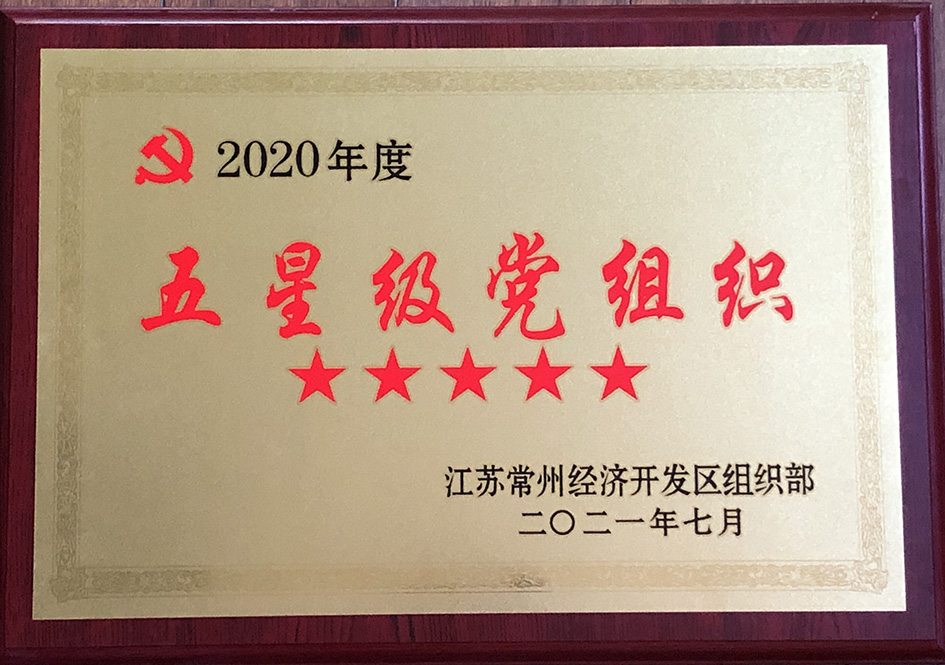 2020年度
五星级党组织
江苏常州经济开发区组织部
二〇二一年七月